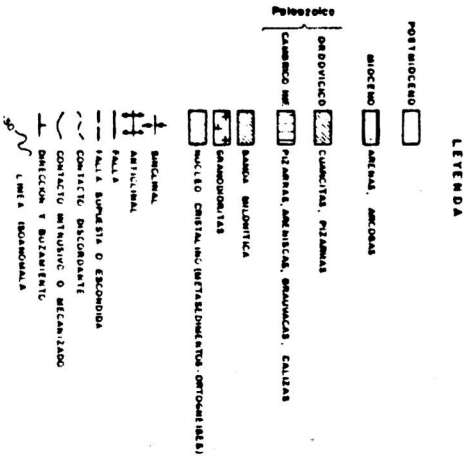 LEYENDA
POSTMIOCENO
MIOCENO ARENAS, ARCOSAS
Paleozoico
ORDOVICICO CUARCITAS, PIZARRAS
CAMBRICO INF. PIZARRAS, ARENISCAS, GRAUVACAS, CALIZAS
BANDA MILONITICA
GRANODIORITAS
NUCLEO CRISTALINO (METASEDIMENTOS - ORTOGNEISES)
SINCLINAL
ANTICLINAL
FALLA
FALLA SUPUESTA O ESCONDIDA
CONTACTO DISCORDANTE
CONTACTO INTRUSIVO O MECANIZADO
DIRECCION Y BUZAMIENTO
LINEA ISOANOMALA